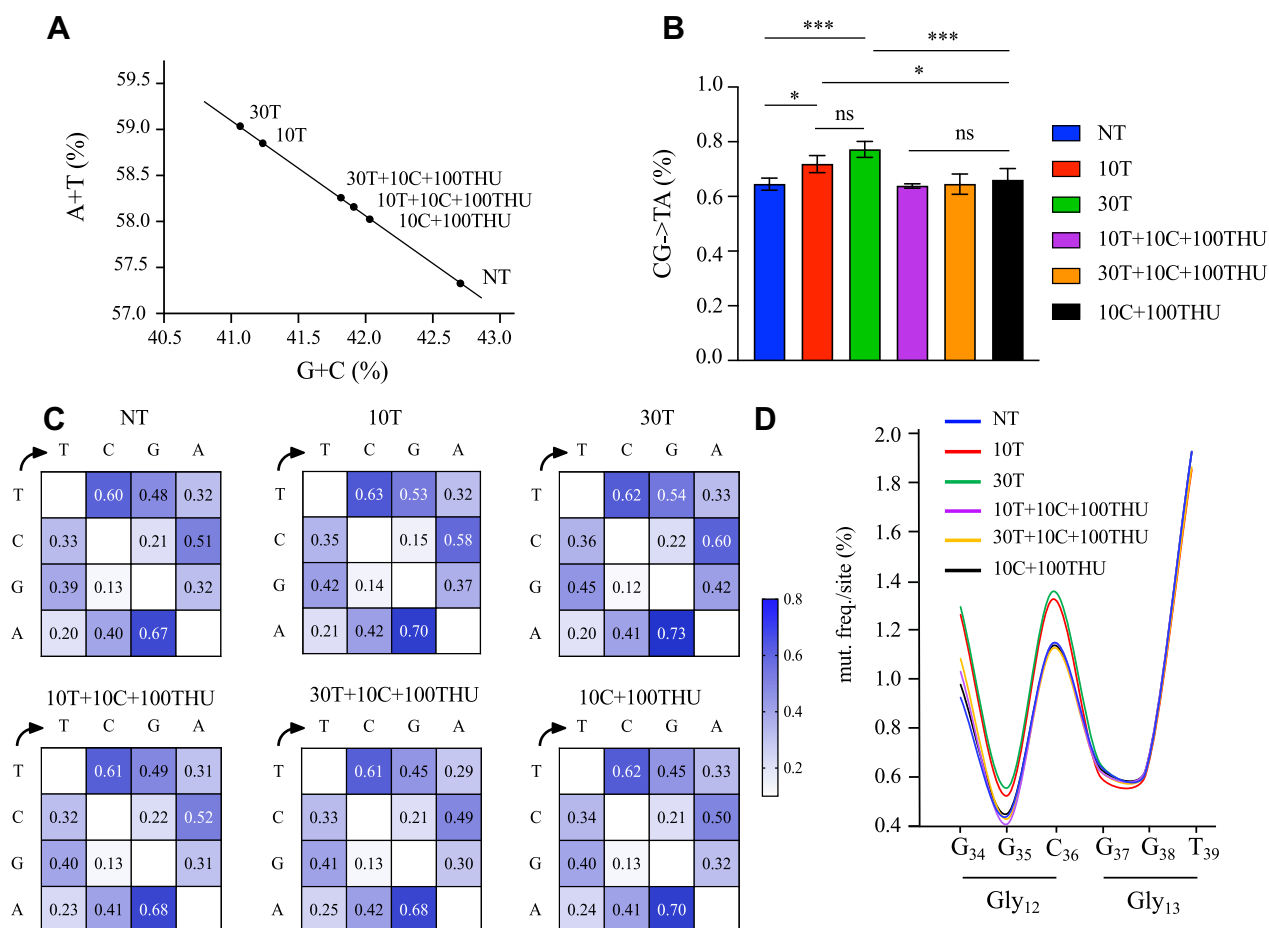 A
A+T (%)
59.5
59.0
58.5
58.0
57.5
57.0
30T
10T
30T+10C+100THU
10T+10C+100THU
10C+100THU
NT
40.5 41.0 41.5 42.0 42.5 43.0
G+C (%)
B
CG->TA (%)
1.0
0.8
0.6
0.4
0.2
0.0
***
***
*
*
ns
ns
NT
10T
30T
10T+10C+100THU
30T+10C+100THU
10C+100THU
C
NT
T C G A
T 0.60 0.48 0.32
C 0.33 0.21 0.51
G 0.39 0.13 0.32
A 0.20 0.40 0.67
10T
T C G A
T 0.63 0.53 0.32
C 0.35 0.15 0.58
G 0.42 0.14 0.37
A 0.21 0.42 0.70
30T
T C G A
T 0.62 0.54 0.33
C 0.36 0.22 0.60
G 0.45 0.12 0.42
A 0.20 0.41 0.73
10T+10C+100THU
T C G A
T 0.61 0.49 0.31
C 0.32 0.22 0.52
G 0.40 0.13 0.31
A 0.23 0.41 0.68
30T+10C+100THU
T C G A
T 0.61 0.45 0.29
C 0.33 0.21 0.49
G 0.41 0.13 0.30
A 0.25 0.42 0.68
10C+100THU
T C G A
T 0.62 0.45 0.33
C 0.34 0.21 0.50
G 0.40 0.13 0.32
A 0.24 0.41 0.70
0.8
0.6
0.4
0.2
D
mut. freq./site (%)
2.0
1.8
1.6
1.4
1.2
1.0
0.8
0.6
0.4
NT
10T
30T
10T+10C+100THU
30T+10C+100THU
10C+100THU
G34 G35 C36 G37 G38 T39
Gly12 Gly13